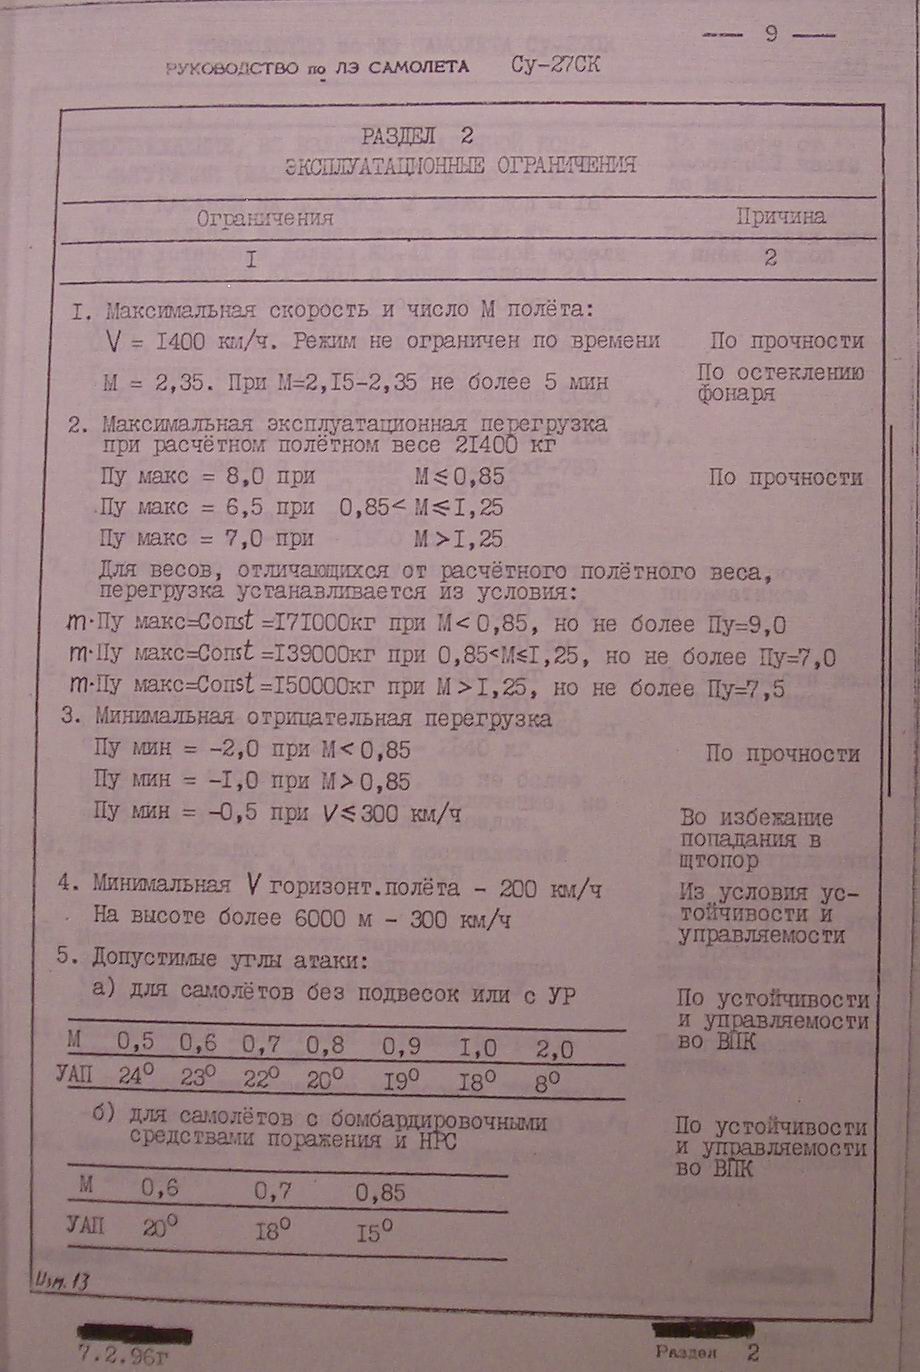 — 9 —
РУКОВОДСТВО по ЛЭ САМОЛЕТА Су-27СК
РАЗДЕЛ 2
ЭКСПЛУАТАЦИОННЫЕ ОГРАНИЧЕНИЯ
Ограничения Причина
I 2
I. Максимальная скорость и число М полёта:
V = I400 км/ч. Режим не ограничен по времени По прочности
М = 2,35. При М=2,I5-2,35 не более 5 мин По остеклению
фонаря
2. Максимальная эксплуатационная перегрузка
при расчётном полётном весе 2I400 кг
Пу макс = 8,0 при М≤0,85 По прочности
Пу макс = 6,5 при 0,85< М≤I,25
Пу макс = 7,0 при М>I,25
Для весов, отличающихся от расчётного полётного веса,
перегрузка устанавливается из условия:
m·Пу макс=Const=I7I000кг при М<0,85, но не более Пу=9,0
m·Пу макс=Const=I39000кг при 0,85<М≤I,25, но не более Пу=7,0
m·Пу макс=Const=I50000кг при М>I,25, но не более Пу=7,5
3. Минимальная отрицательная перегрузка
Пу мин = -2,0 при М<0,85 По прочности
Пу мин = -I,0 при М>0,85
Пу мин = -0,5 при V≤300 км/ч Во избежание
попадания в
штопор
4. Минимальная V горизонт.полёта - 200 км/ч Из условия ус-
На высоте более 6000 м - 300 км/ч тойчивости и
управляемости
5. Допустимые углы атаки:
а) для самолётов без подвесок или с УР По устойчивости
и управляемости
во ВПК
М 0,5 0,6 0,7 0,8 0,9 I,0 2,0
УАП 24° 23° 22° 20° I9° I8° 8°
б) для самолётов с бомбардировочными По устойчивости
средствами поражения и НРС и управляемости
во ВПК
М 0,6 0,7 0,85
УАП 20° I8° I5°
Изм. 13
7.2.96г Раздел 2